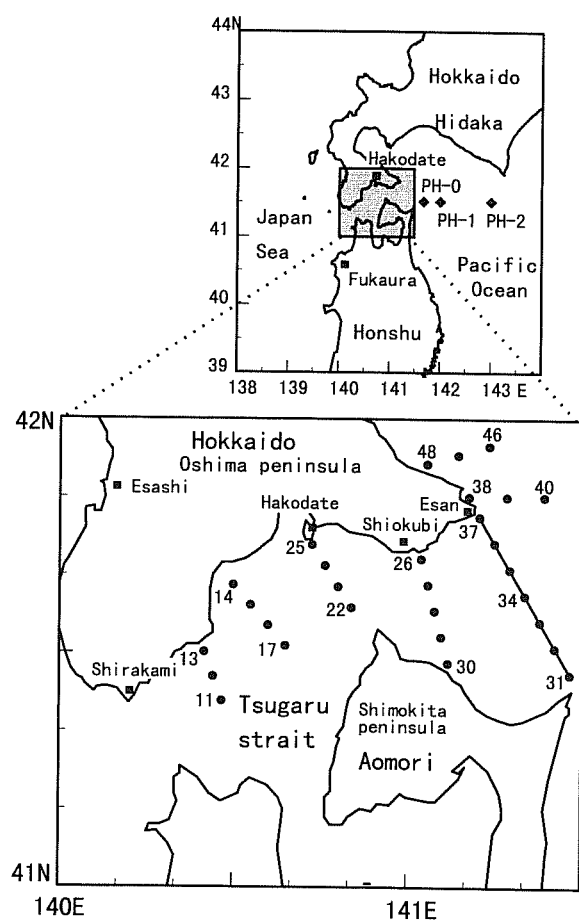 44N
Hokkaido
43
Hidaka
42
Hakodate
PH-0
Japan
Sea
PH-1
PH-2
41
Pacific
Ocean
Fukaura
40
Honshu
39
138
139
140
141
142
143 E
42N
Hokkaido
Oshima peninsula
46
48
Esashi
38
40
Hakodate
Esan
Shiokubi
37
25
26
14
22
34
17
13
30
Shirakami
31
11
Tsugaru
strait
Shimokita
peninsula
Aomori
41N
140E
141E